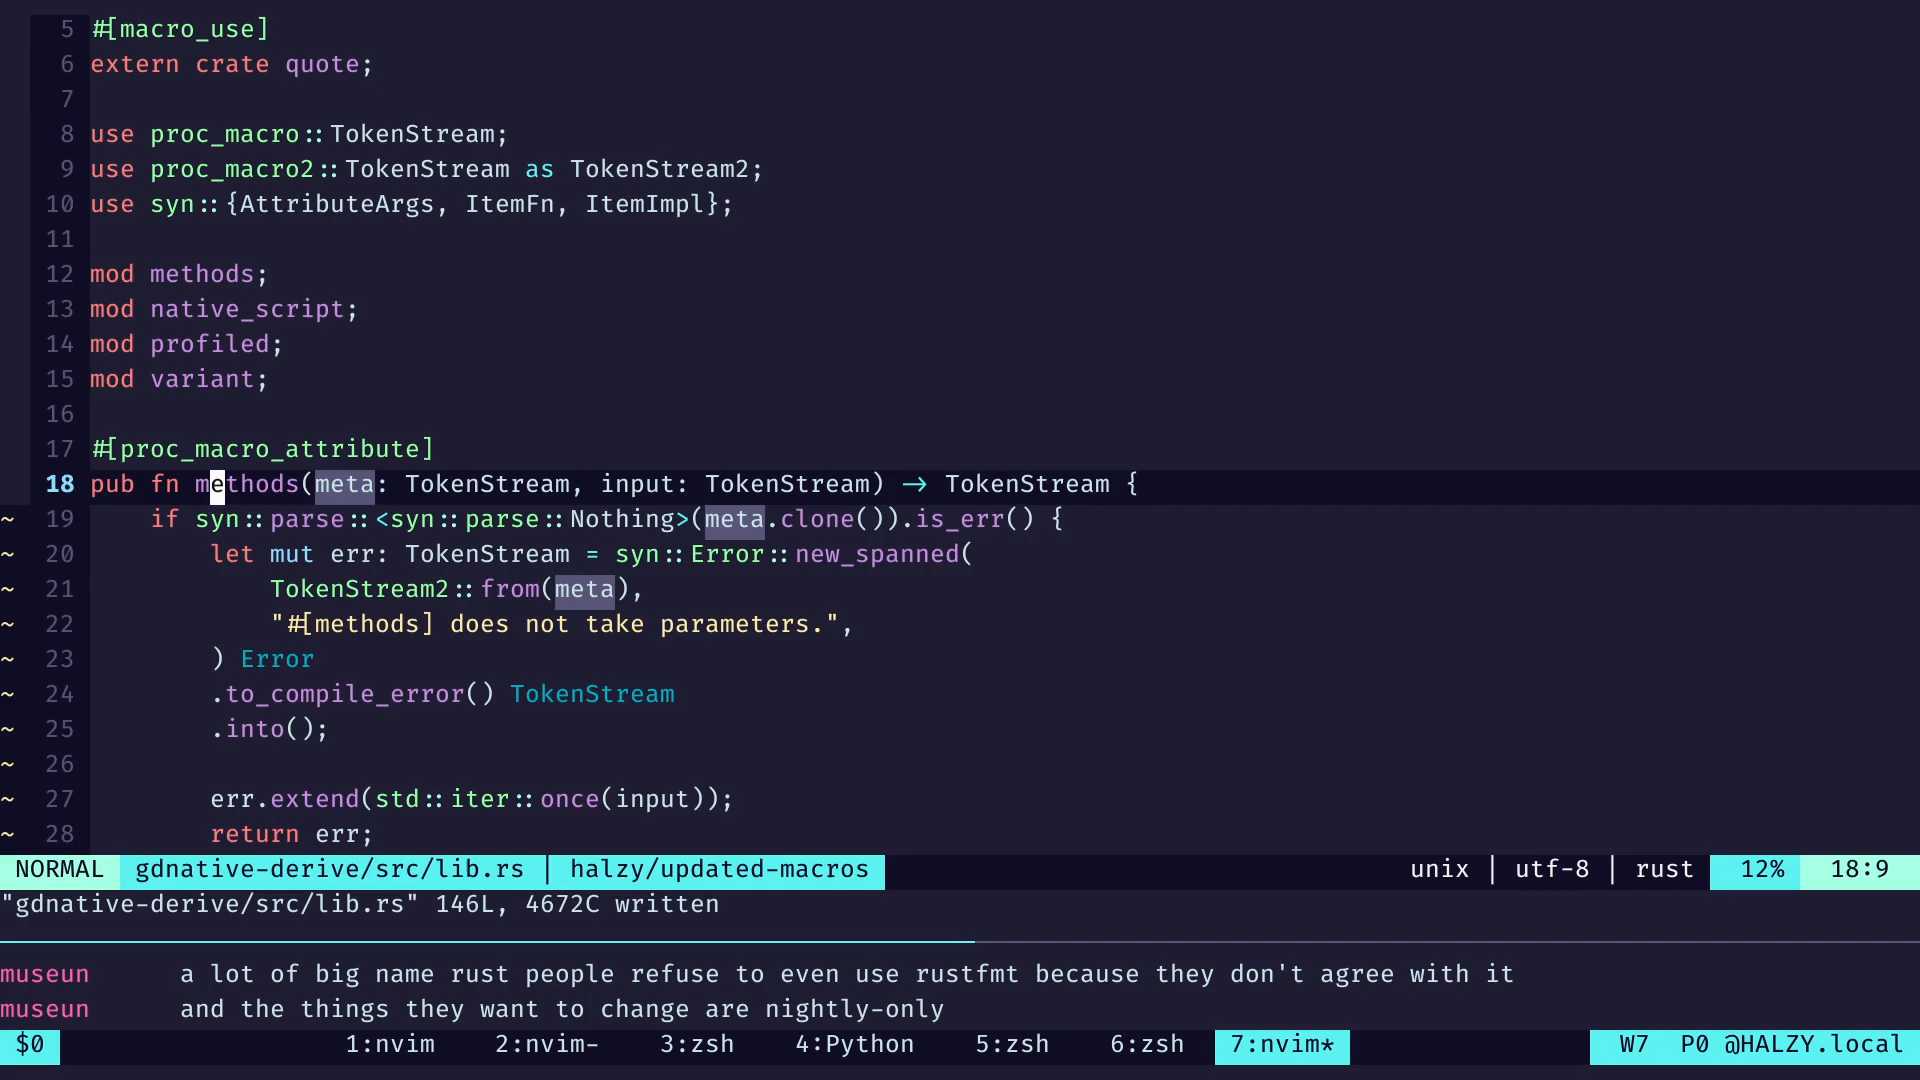 5 #[macro_use]
6 extern crate quote;
7
8 use proc_macro::TokenStream;
9 use proc_macro2::TokenStream as TokenStream2;
10 use syn::{AttributeArgs, ItemFn, ItemImpl};
11
12 mod methods;
13 mod native_script;
14 mod profiled;
15 mod variant;
16
17 #[proc_macro_attribute]
18 pub fn methods(meta: TokenStream, input: TokenStream) -> TokenStream {
~ 19     if syn::parse::<syn::parse::Nothing>(meta.clone()).is_err() {
~ 20         let mut err: TokenStream = syn::Error::new_spanned(
~ 21             TokenStream2::from(meta),
~ 22             "#[methods] does not take parameters.",
~ 23         ) Error
~ 24         .to_compile_error() TokenStream
~ 25         .into();
~ 26
~ 27         err.extend(std::iter::once(input));
~ 28         return err;
NORMAL gdnative-derive/src/lib.rs | halzy/updated-macros unix | utf-8 | rust 12% 18:9
"gdnative-derive/src/lib.rs" 146L, 4672C written
museun a lot of big name rust people refuse to even use rustfmt because they don't agree with it
museun and the things they want to change are nightly-only
$0 1:nvim 2:nvim- 3:zsh 4:Python 5:zsh 6:zsh 7:nvim* W7 P0 @HALZY.local